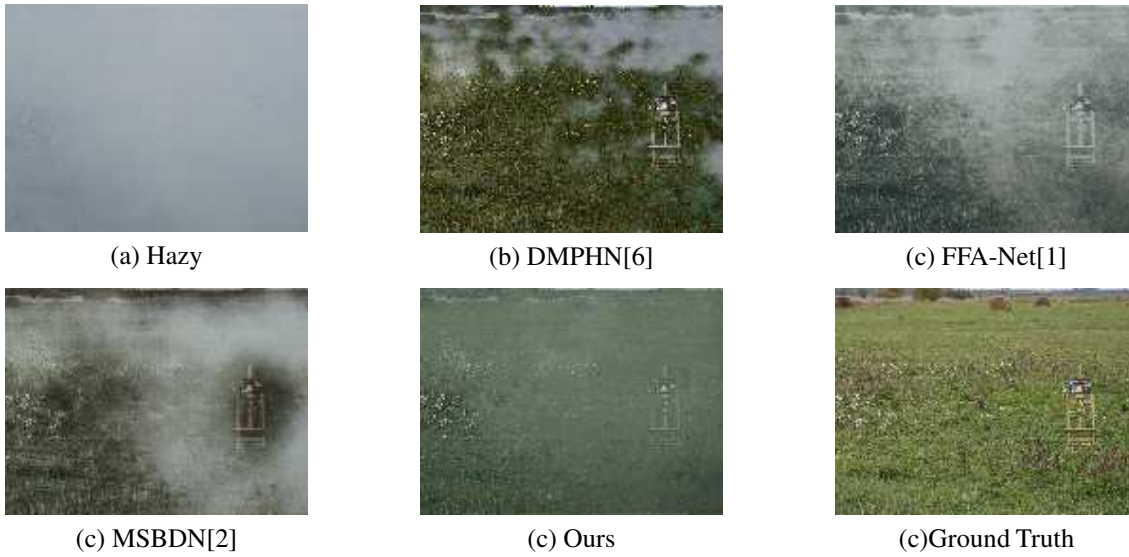 (a) Hazy
(b) DMPHN[6]
(c) FFA-Net[1]
(c) MSBDN[2]
(c) Ours
(c)Ground Truth